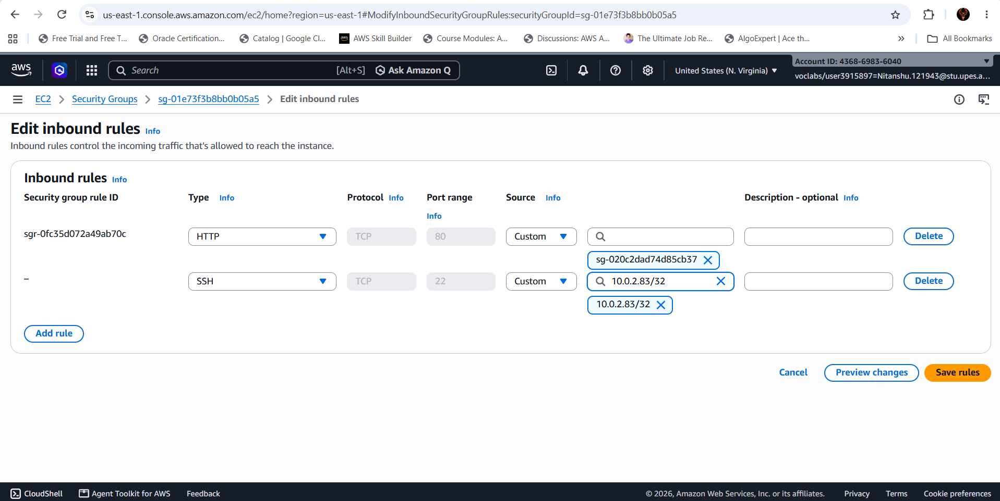 us-east-1.console.aws.amazon.com/ec2/home?region=us-east-1#ModifyInboundSecurityGroupRules:securityGroupId=sg-01e73f3b8bb0b05a5
Free Trial and Free T... Oracle Certification... Catalog | Google Cl... aws AWS Skill Builder Course Modules: A... Discussions: AWS A... The Ultimate Job Re... AlgoExpert | Ace th... » All Bookmarks
aws Search [Alt+S] Ask Amazon Q United States (N. Virginia) Account ID: 4368-6983-6040
voclabs/user3915897=Nitanshu.121943@stu.upes.a...
EC2 Security Groups sg-01e73f3b8bb0b05a5 Edit inbound rules
Edit inbound rules Info
Inbound rules control the incoming traffic that's allowed to reach the instance.
Inbound rules Info
Security group rule ID Type Info Protocol Info Port range Info Source Info Description - optional Info
sgr-0fc35d072a49ab70c HTTP TCP 80 Custom Delete
sg-020c2dad74d85cb37
– SSH TCP 22 Custom 10.0.2.83/32 Delete
10.0.2.83/32
Add rule
Cancel Preview changes Save rules
CloudShell Agent Toolkit for AWS Feedback © 2026, Amazon Web Services, Inc. or its affiliates. Privacy Terms Cookie preferences